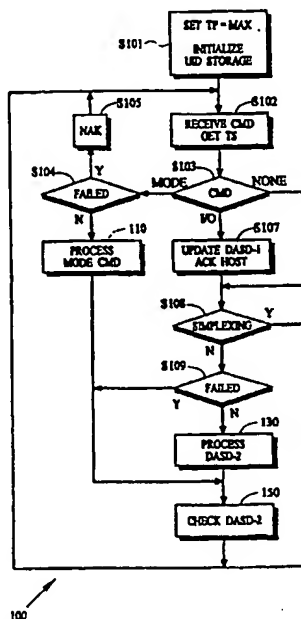 SET TP = MAX
INITIALIZE
UID STORAGE
S101
S105
S102
NAK
RECEIVE CMD
GET TS
S104
S103
Y
FAILED
MODE
CMD
NONE
N
I/O
110
S107
PROCESS
MODE CMD
UPDATE DASD-1
ACK HOST
S108
SIMPLEXING
Y
N
S109
FAILED
Y
N
130
PROCESS
DASD-2
150
CHECK DASD-2
100